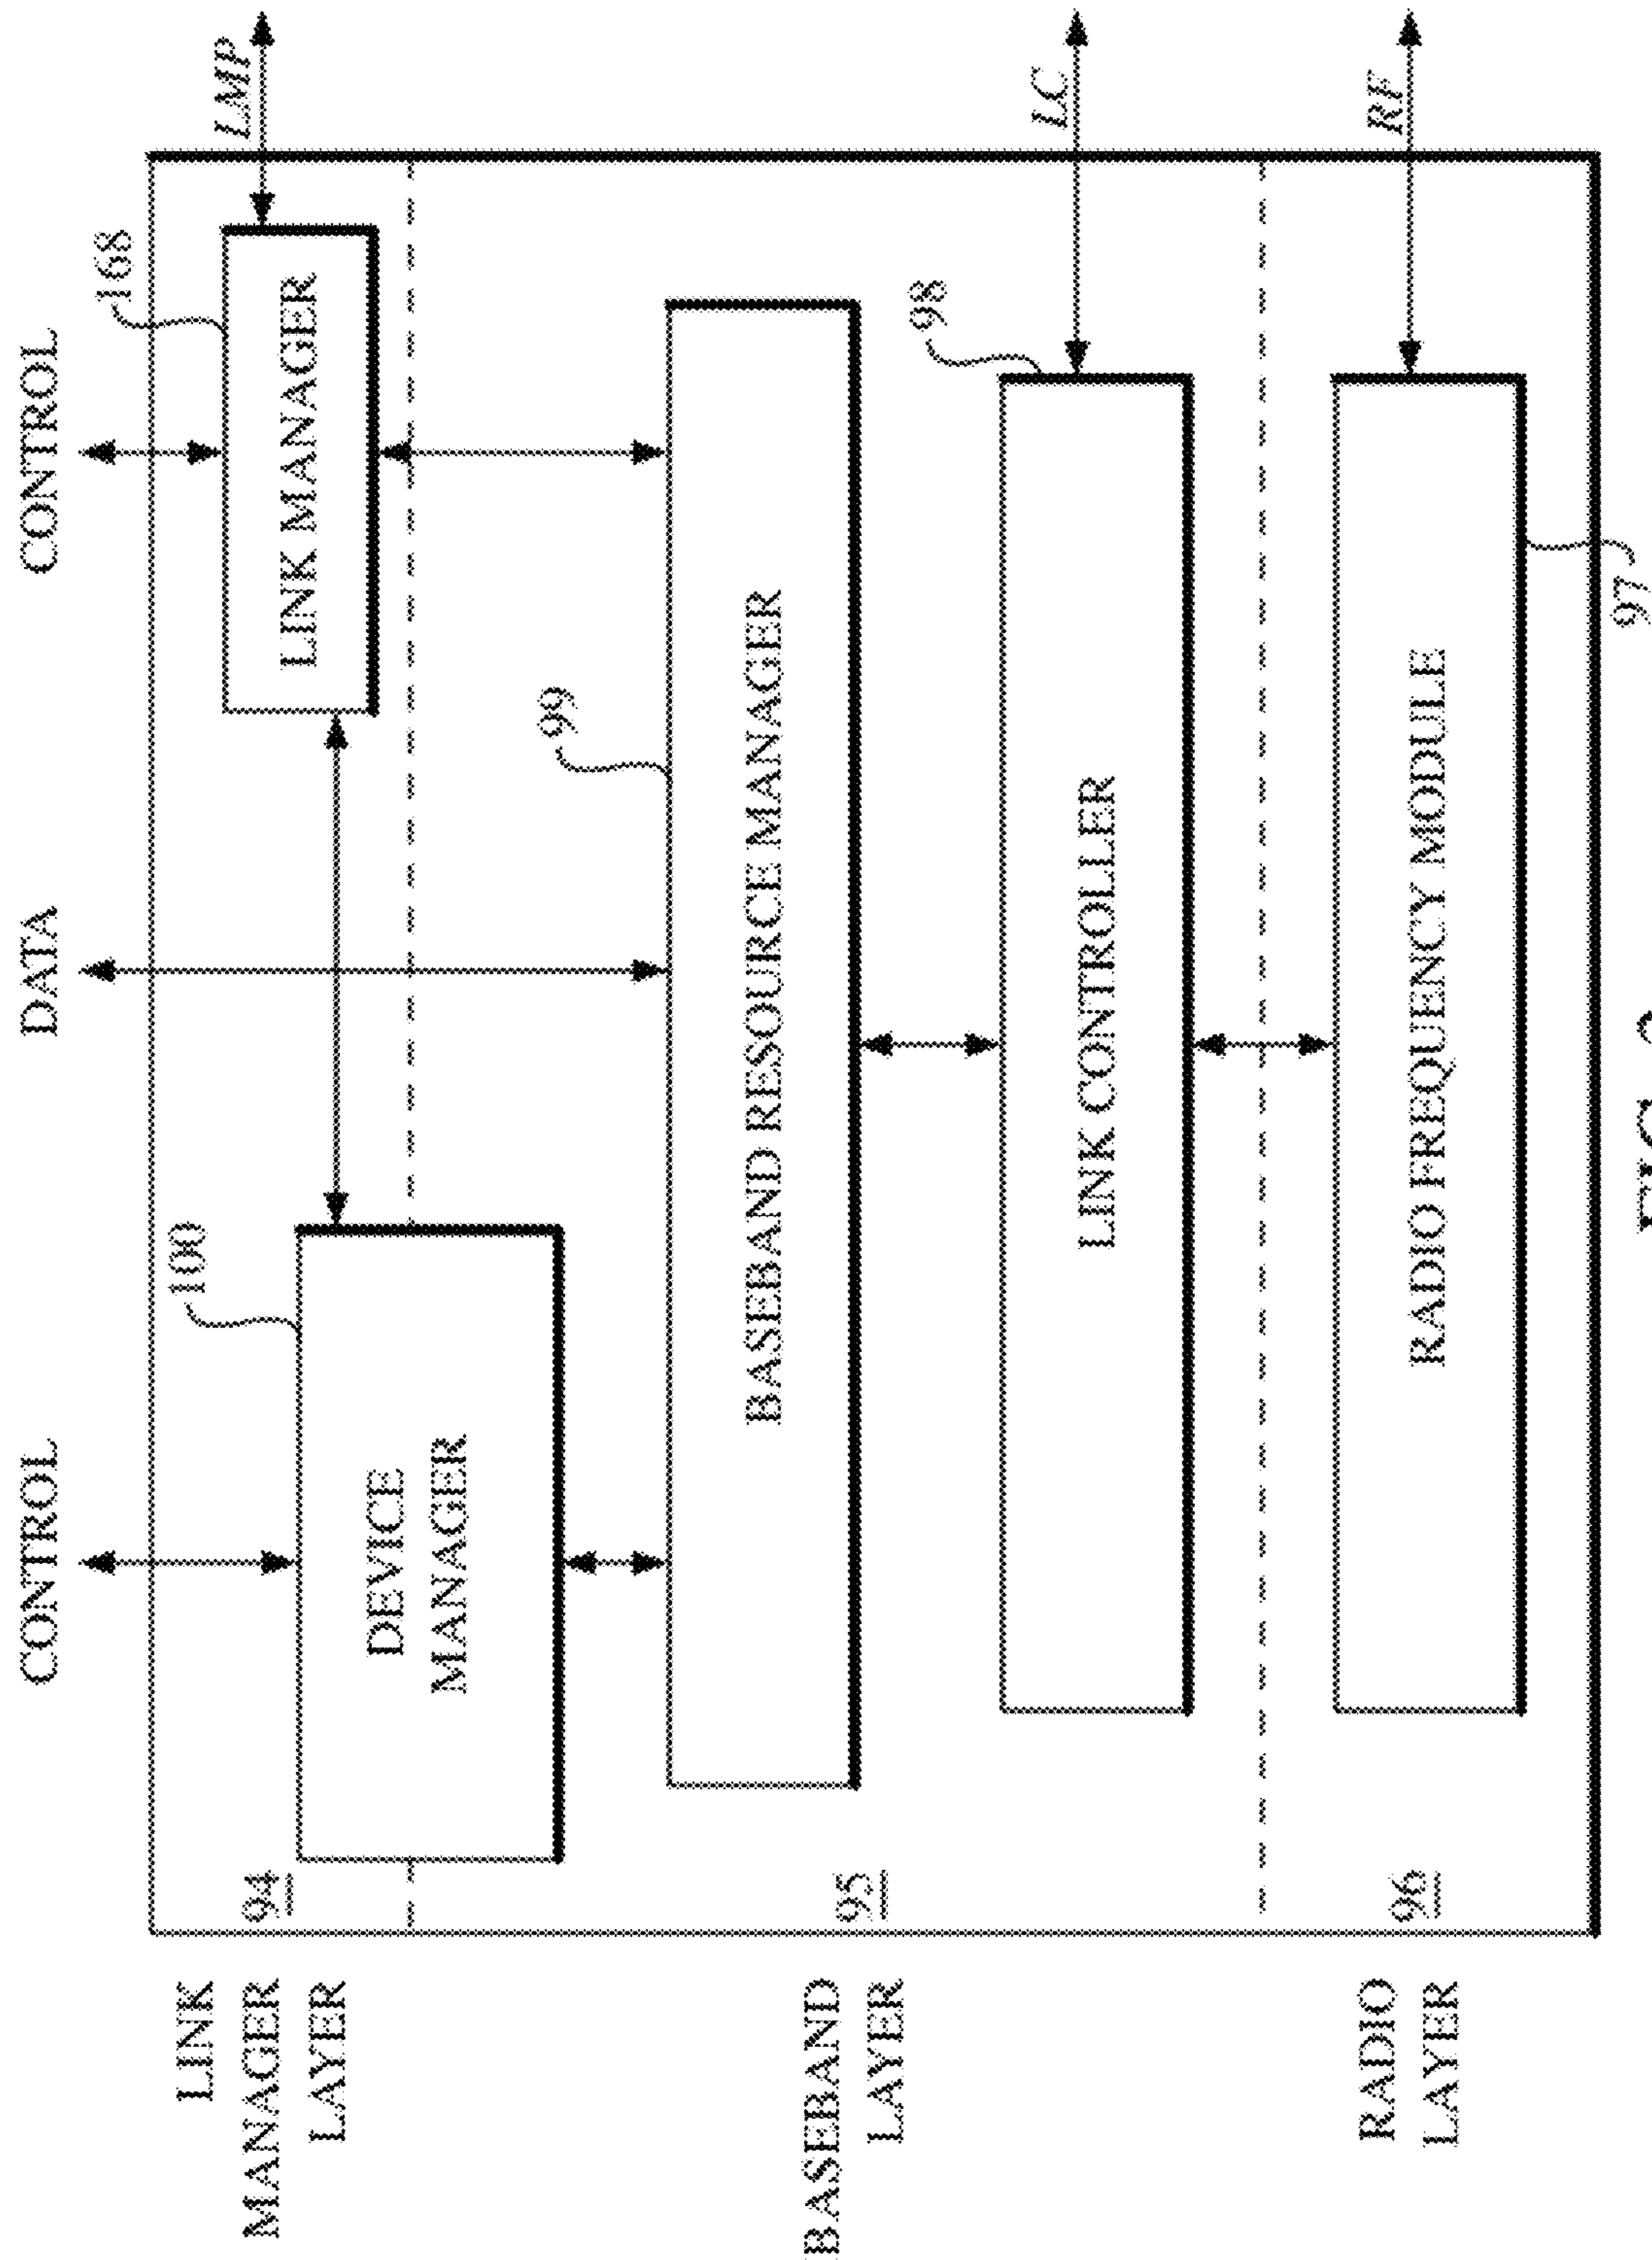 CONTROL
DATA
CONTROL
LINK
MANAGER
LAYER
94
100
DEVICE
MANAGER
168
LINK MANAGER
LMP
BASEBAND
LAYER
95
99
BASEBAND RESOURCE MANAGER
98
LINK CONTROLLER
LC
RADIO
LAYER
96
RADIO FREQUENCY MODULE
RF
97